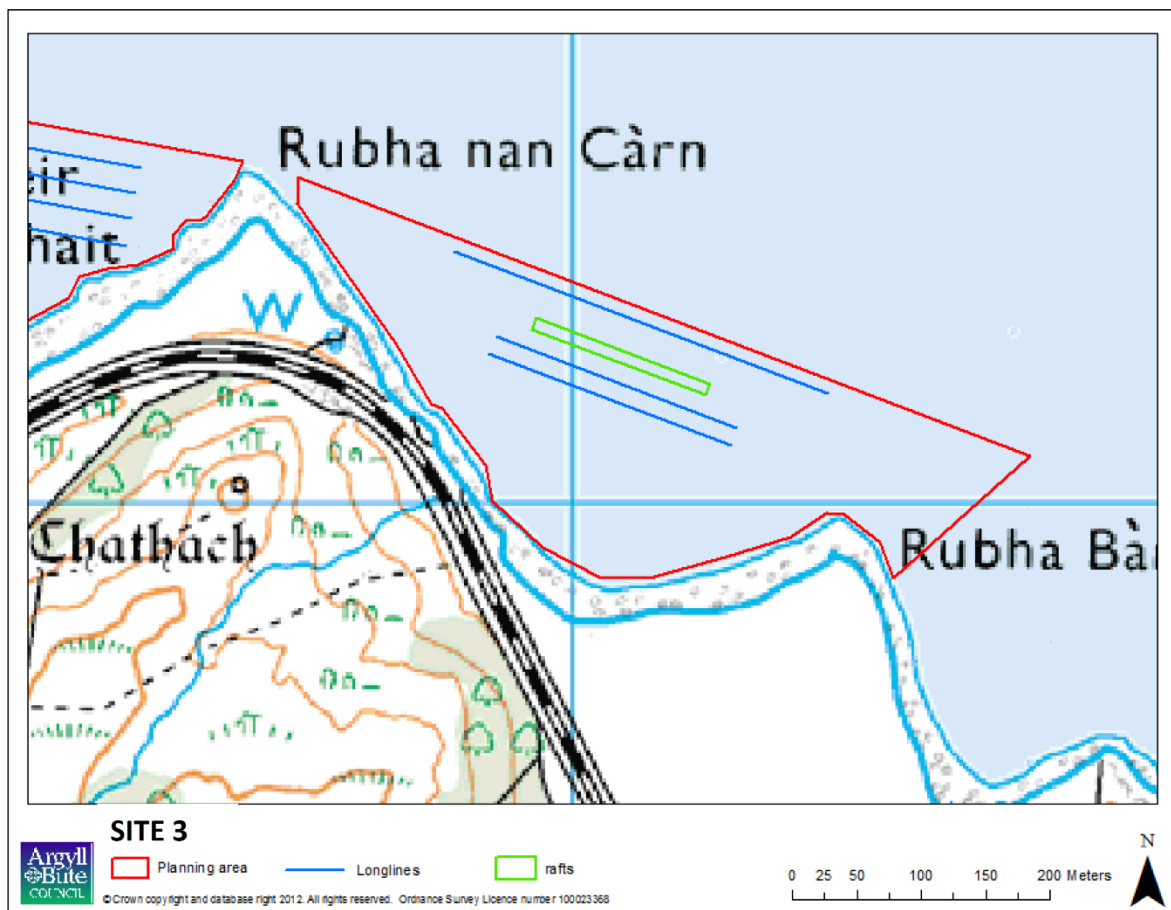 Rubha nan Càrn
eir
hait
W
Chathach
Rubha Bà
SITE 3
Argyll
Bute
COUNCIL
Planning area
Longlines
rafts
N
0 25 50 100 150 200 Meters
©Crown copyright and database right 2012. All rights reserved. Ordnance Survey Licence number 100023368